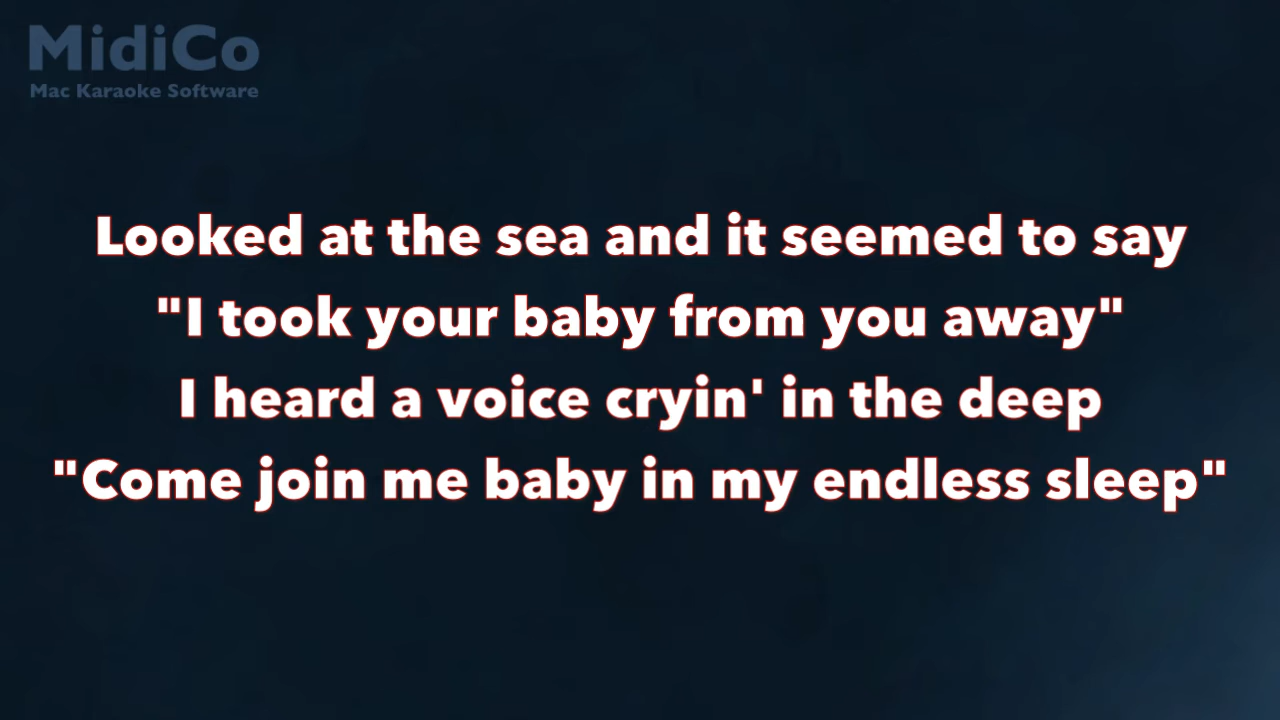 MidiCo
Mac Karaoke Software
Looked at the sea and it seemed to say
"I took your baby from you away"
I heard a voice cryin' in the deep
"Come join me baby in my endless sleep"